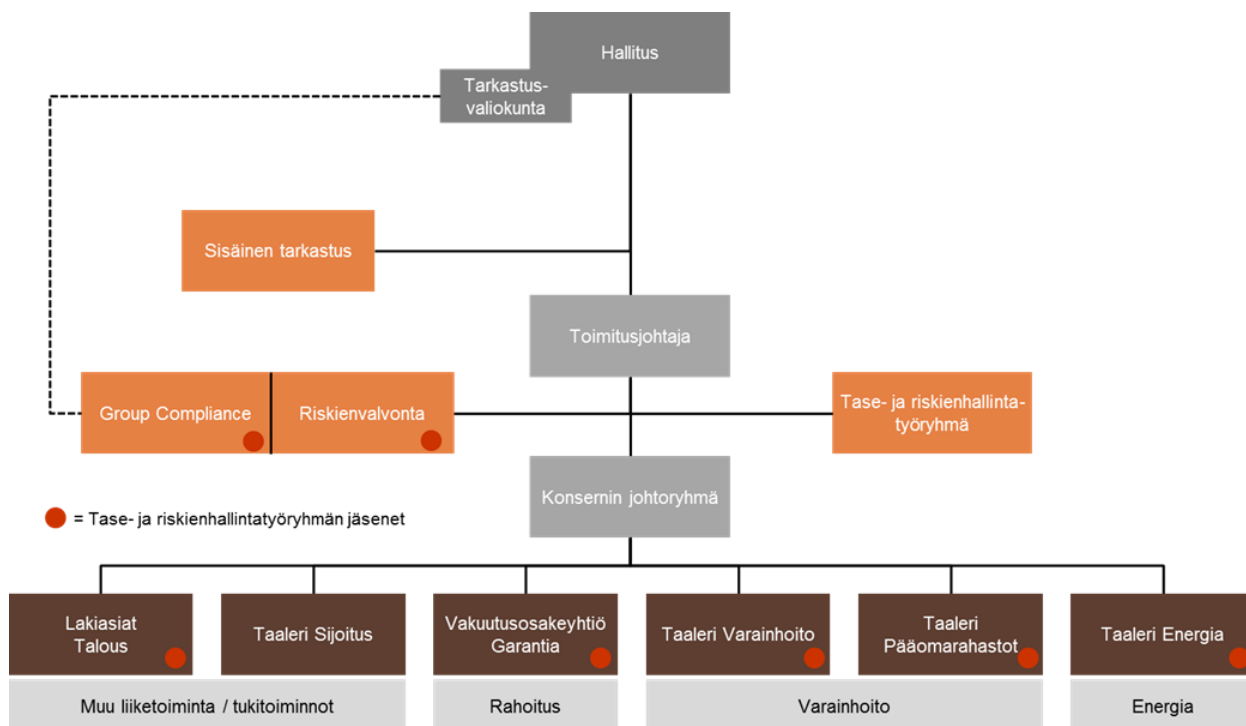 Hallitus
Tarkastus-
valiokunta
Sisäinen tarkastus
Toimitusjohtaja
Group Compliance
Riskienvalvonta
Tase- ja riskienhallinta-
työryhmä
Konsernin johtoryhmä
= Tase- ja riskienhallintatyöryhmän jäsenet
Lakiasiat
Talous
Taaleri Sijoitus
Vakuutusosakeyhtiö
Garantia
Taaleri Varainhoito
Taaleri
Pääomarahastot
Taaleri Energia
Muu liiketoiminta / tukitoiminnot
Rahoitus
Varainhoito
Energia